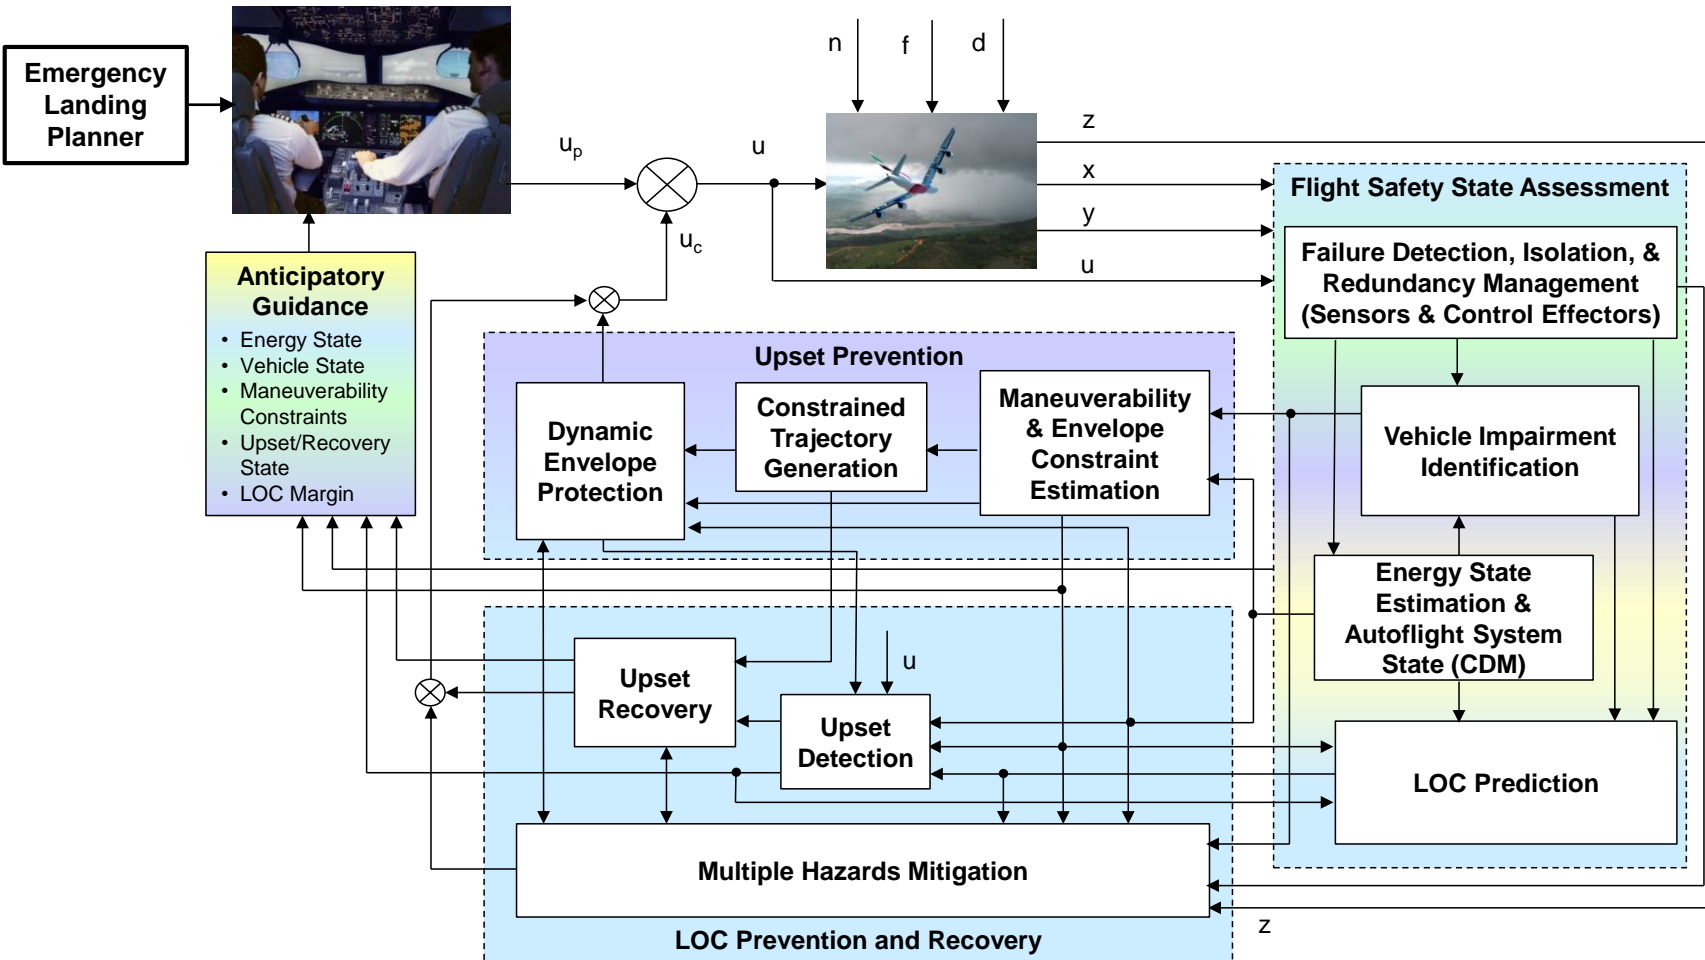 Emergency
Landing
Planner
n
f
d
u_p
u
u_c
z
x
y
u
Flight Safety State Assessment
Failure Detection, Isolation, &
Redundancy Management
(Sensors & Control Effectors)
Vehicle Impairment
Identification
Energy State
Estimation &
Autoflight System
State (CDM)
LOC Prediction
Anticipatory
Guidance
• Energy State
• Vehicle State
• Maneuverability
Constraints
• Upset/Recovery
State
• LOC Margin
Upset Prevention
Dynamic
Envelope
Protection
Constrained
Trajectory
Generation
Maneuverability
& Envelope
Constraint
Estimation
Upset
Recovery
u
Upset
Detection
Multiple Hazards Mitigation
z
LOC Prevention and Recovery